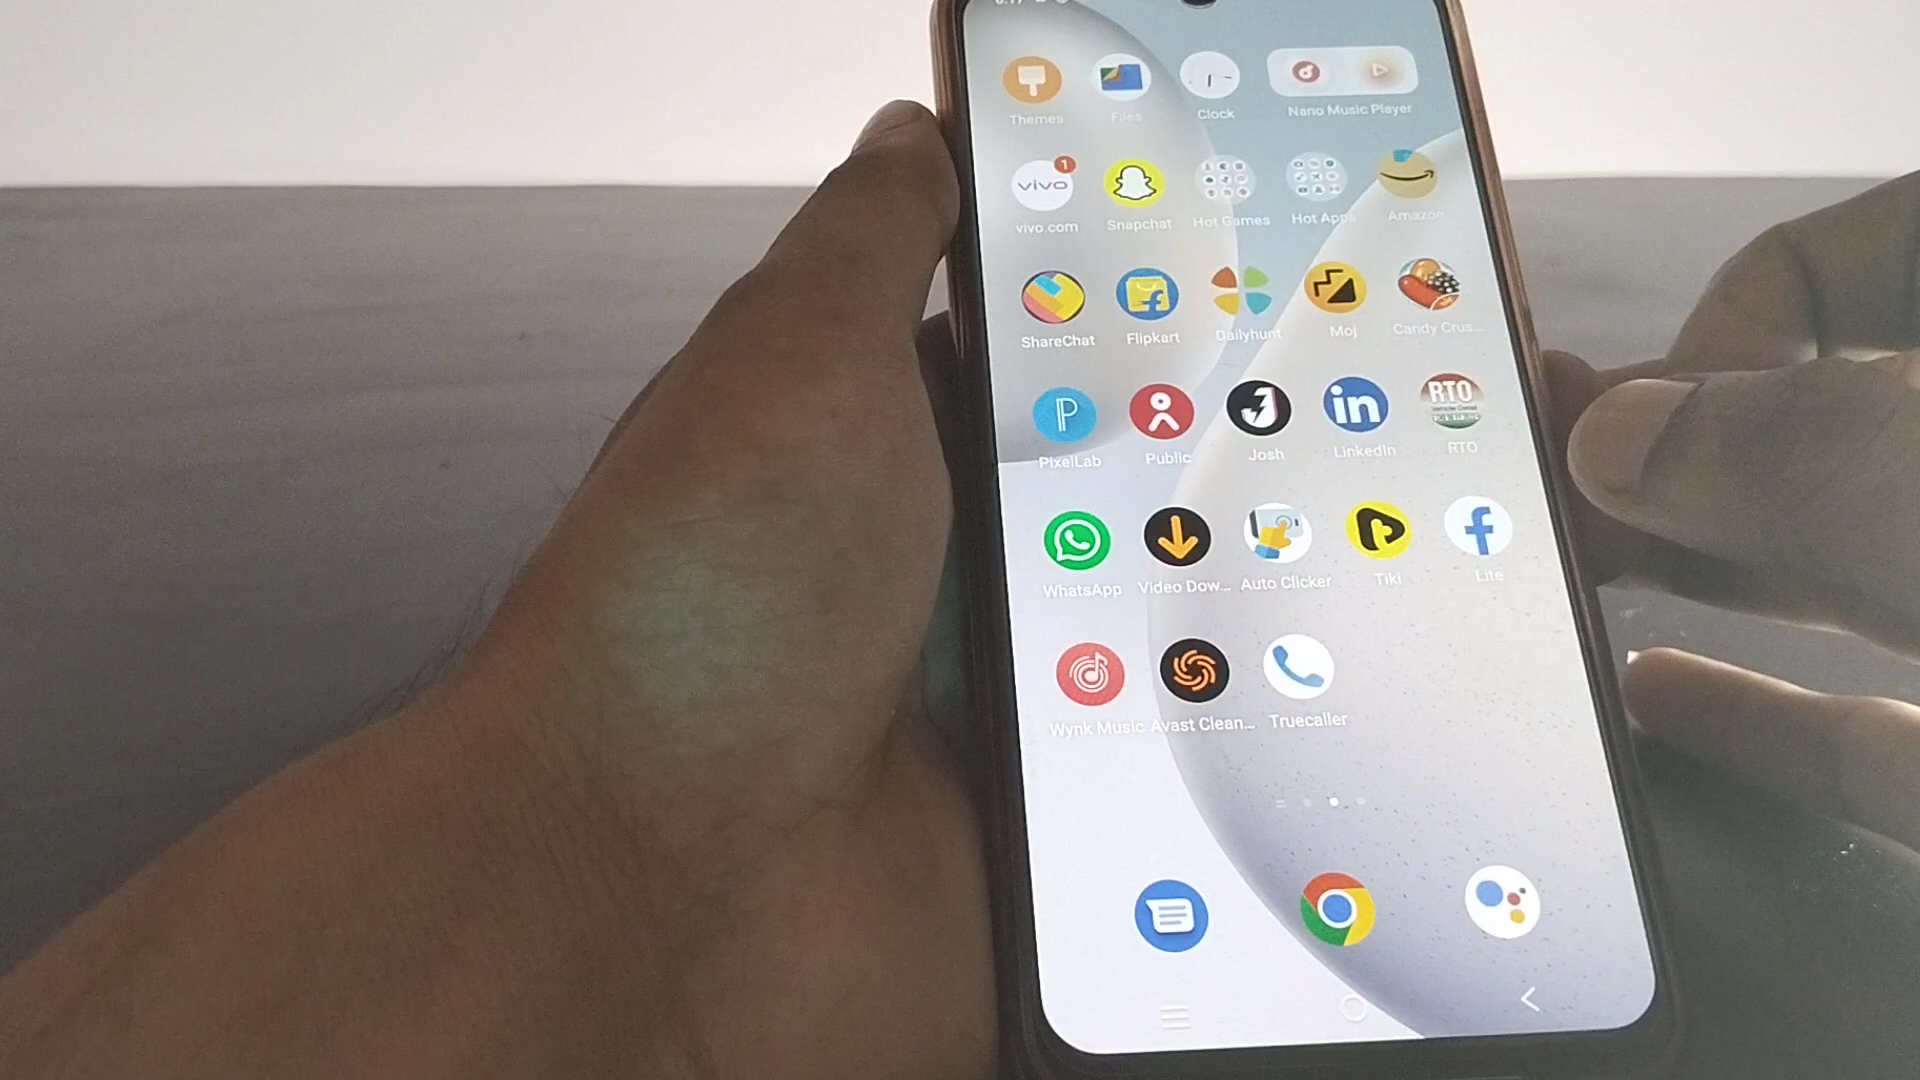 Themes Files Clock Nano Music Player
1
vivo
vivo.com Snapchat Hot Games Hot Apps Amazon
ShareChat Flipkart Dailyhunt Moj Candy Crus...
P in RTO
PixelLab Public Josh LinkedIn RTO
WhatsApp Video Dow... Auto Clicker Tiki Lite
Wynk Music Avast Clean... Truecaller